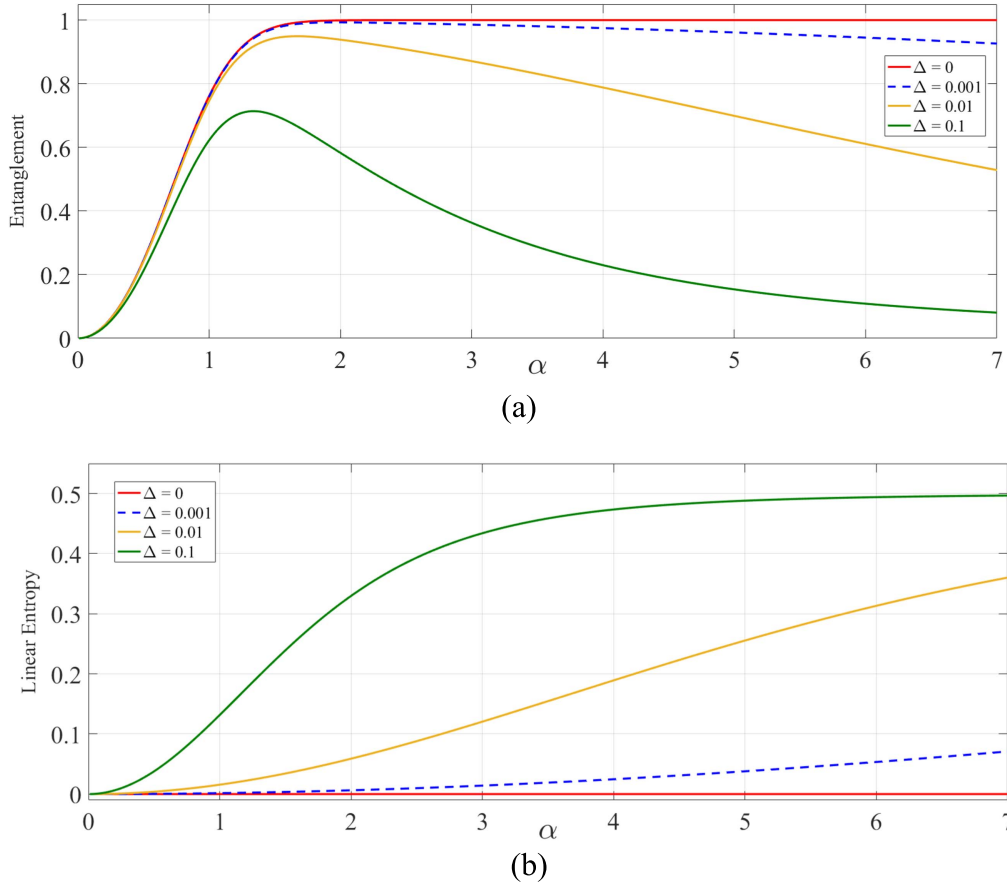 1
0.8
0.6
0.4
0.2
0
Entanglement
Δ = 0
Δ = 0.001
Δ = 0.01
Δ = 0.1
0 1 2 3 4 5 6 7
α
(a)
0.5
0.4
0.3
0.2
0.1
0
Linear Entropy
Δ = 0
Δ = 0.001
Δ = 0.01
Δ = 0.1
0 1 2 3 4 5 6 7
α
(b)